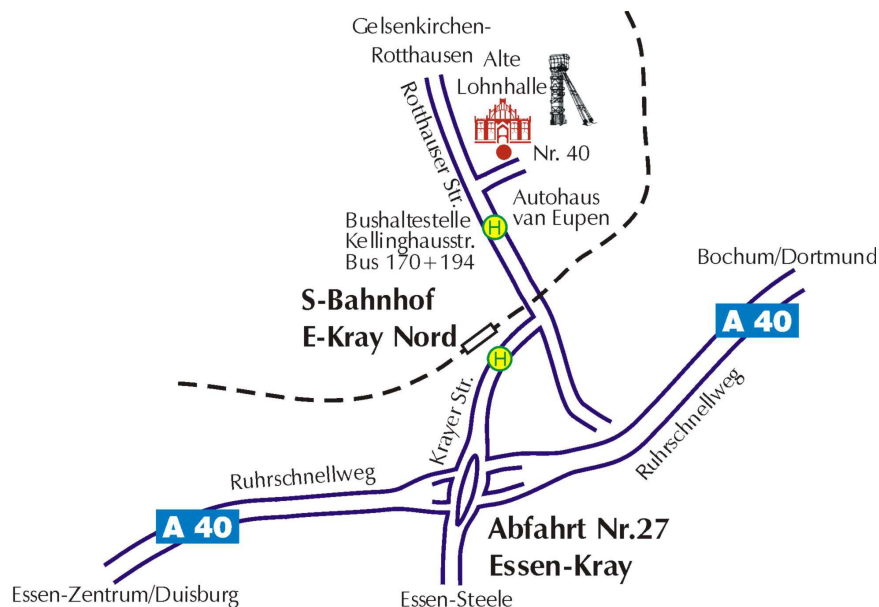 Gelsenkirchen-
Rotthausen
Alte
Lohnhalle
Rotthauser Str.
Nr. 40
Autohaus
van Eupen
Bushaltestelle
Kellinghausstr.
Bus 170+194
H
Bochum/Dortmund
A 40
S-Bahnhof
E-Kray Nord
H
Krayer Str.
Ruhrschnellweg
Ruhrschnellweg
A 40
Abfahrt Nr.27
Essen-Kray
Essen-Zentrum/Duisburg
Essen-Steele